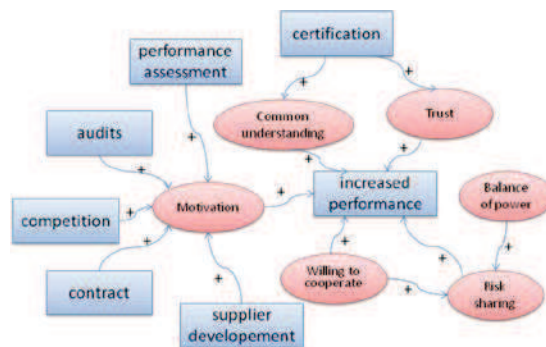 certification
performance
assessment
+
+
+
Common
understanding
Trust
audits
+
+
+
increased
performance
Balance
of power
competition
+
Motivation
+
+
+
+
+
contract
Willing to
cooperate
+
Risk
sharing
+
supplier
developement